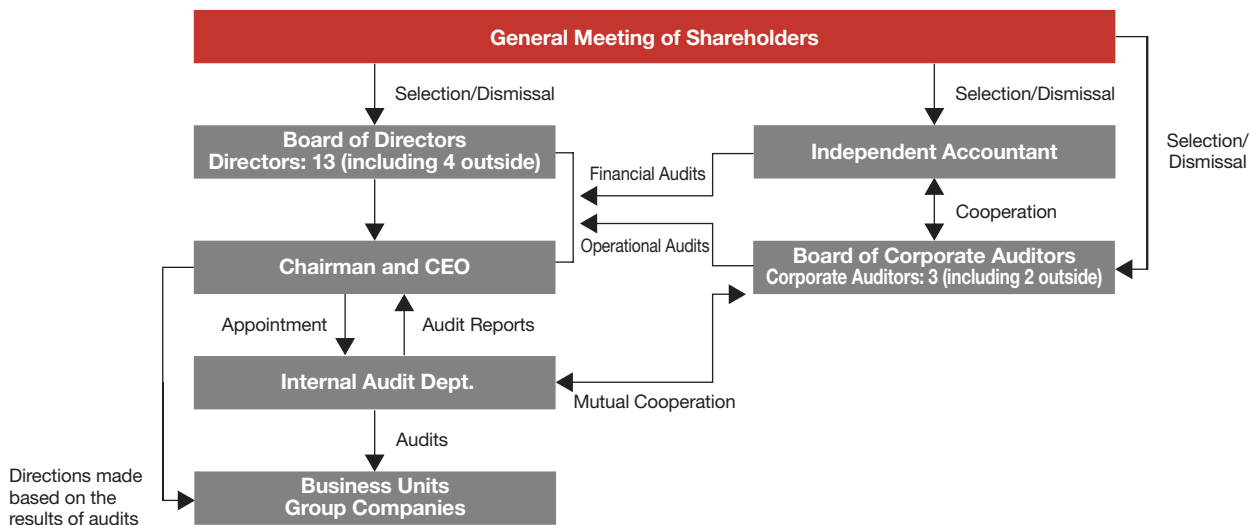 General Meeting of Shareholders
Selection/Dismissal
Selection/Dismissal
Selection/
Dismissal
Board of Directors
Directors: 13 (including 4 outside)
Independent Accountant
Financial Audits
Cooperation
Operational Audits
Chairman and CEO
Board of Corporate Auditors
Corporate Auditors: 3 (including 2 outside)
Appointment
Audit Reports
Internal Audit Dept.
Mutual Cooperation
Audits
Directions made
based on the
results of audits
Business Units
Group Companies